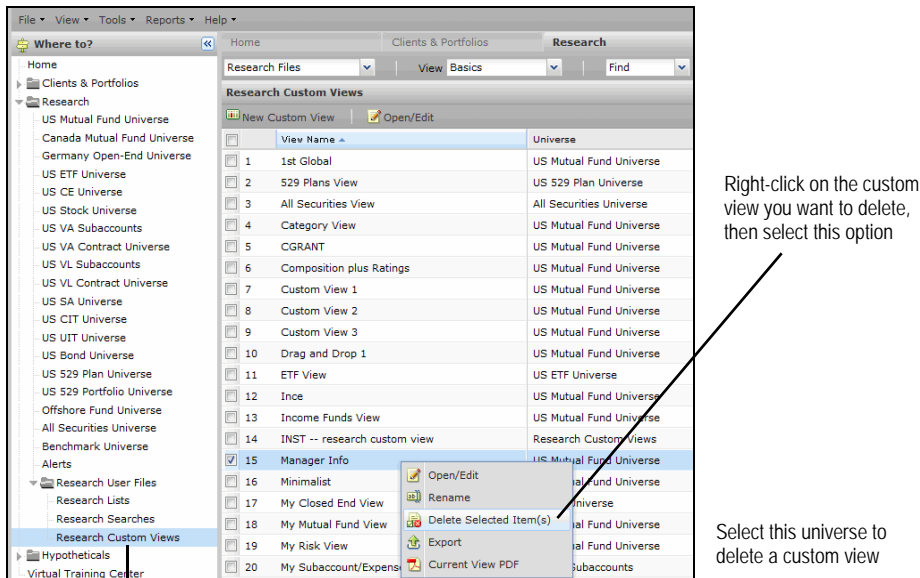 File View Tools Reports Help
Where to?
Home
Clients & Portfolios
Research
US Mutual Fund Universe
Canada Mutual Fund Universe
Germany Open-End Universe
US ETF Universe
US CE Universe
US Stock Universe
US VA Subaccounts
US VA Contract Universe
US VL Subaccounts
US VL Contract Universe
US SA Universe
US CIT Universe
US UIT Universe
US Bond Universe
US 529 Plan Universe
US 529 Portfolio Universe
Offshore Fund Universe
All Securities Universe
Benchmark Universe
Alerts
Research User Files
Research Lists
Research Searches
Research Custom Views
Hypotheticals
Virtual Training Center
Home Clients & Portfolios Research
Research Files View Basics Find
Research Custom Views
New Custom View Open/Edit
View Name Universe
1 1st Global US Mutual Fund Universe
2 529 Plans View US 529 Plan Universe
3 All Securities View All Securities Universe
4 Category View US Mutual Fund Universe
5 CGRANT US Mutual Fund Universe
6 Composition plus Ratings US Mutual Fund Universe
7 Custom View 1 US Mutual Fund Universe
8 Custom View 2 US Mutual Fund Universe
9 Custom View 3 US Mutual Fund Universe
10 Drag and Drop 1 US Mutual Fund Universe
11 ETF View US ETF Universe
12 Ince US Mutual Fund Universe
13 Income Funds View US Mutual Fund Universe
14 INST -- research custom view Research Custom Views
15 Manager Info US Mutual Fund Universe
16 Minimalist Fund Universe
17 My Closed End View
18 My Mutual Fund View Fund Universe
19 My Risk View Fund Universe
20 My Subaccount/Expens Subaccounts
Open/Edit
Rename
Delete Selected Item(s)
Export
Current View PDF
Right-click on the custom
view you want to delete,
then select this option
Select this universe to
delete a custom view